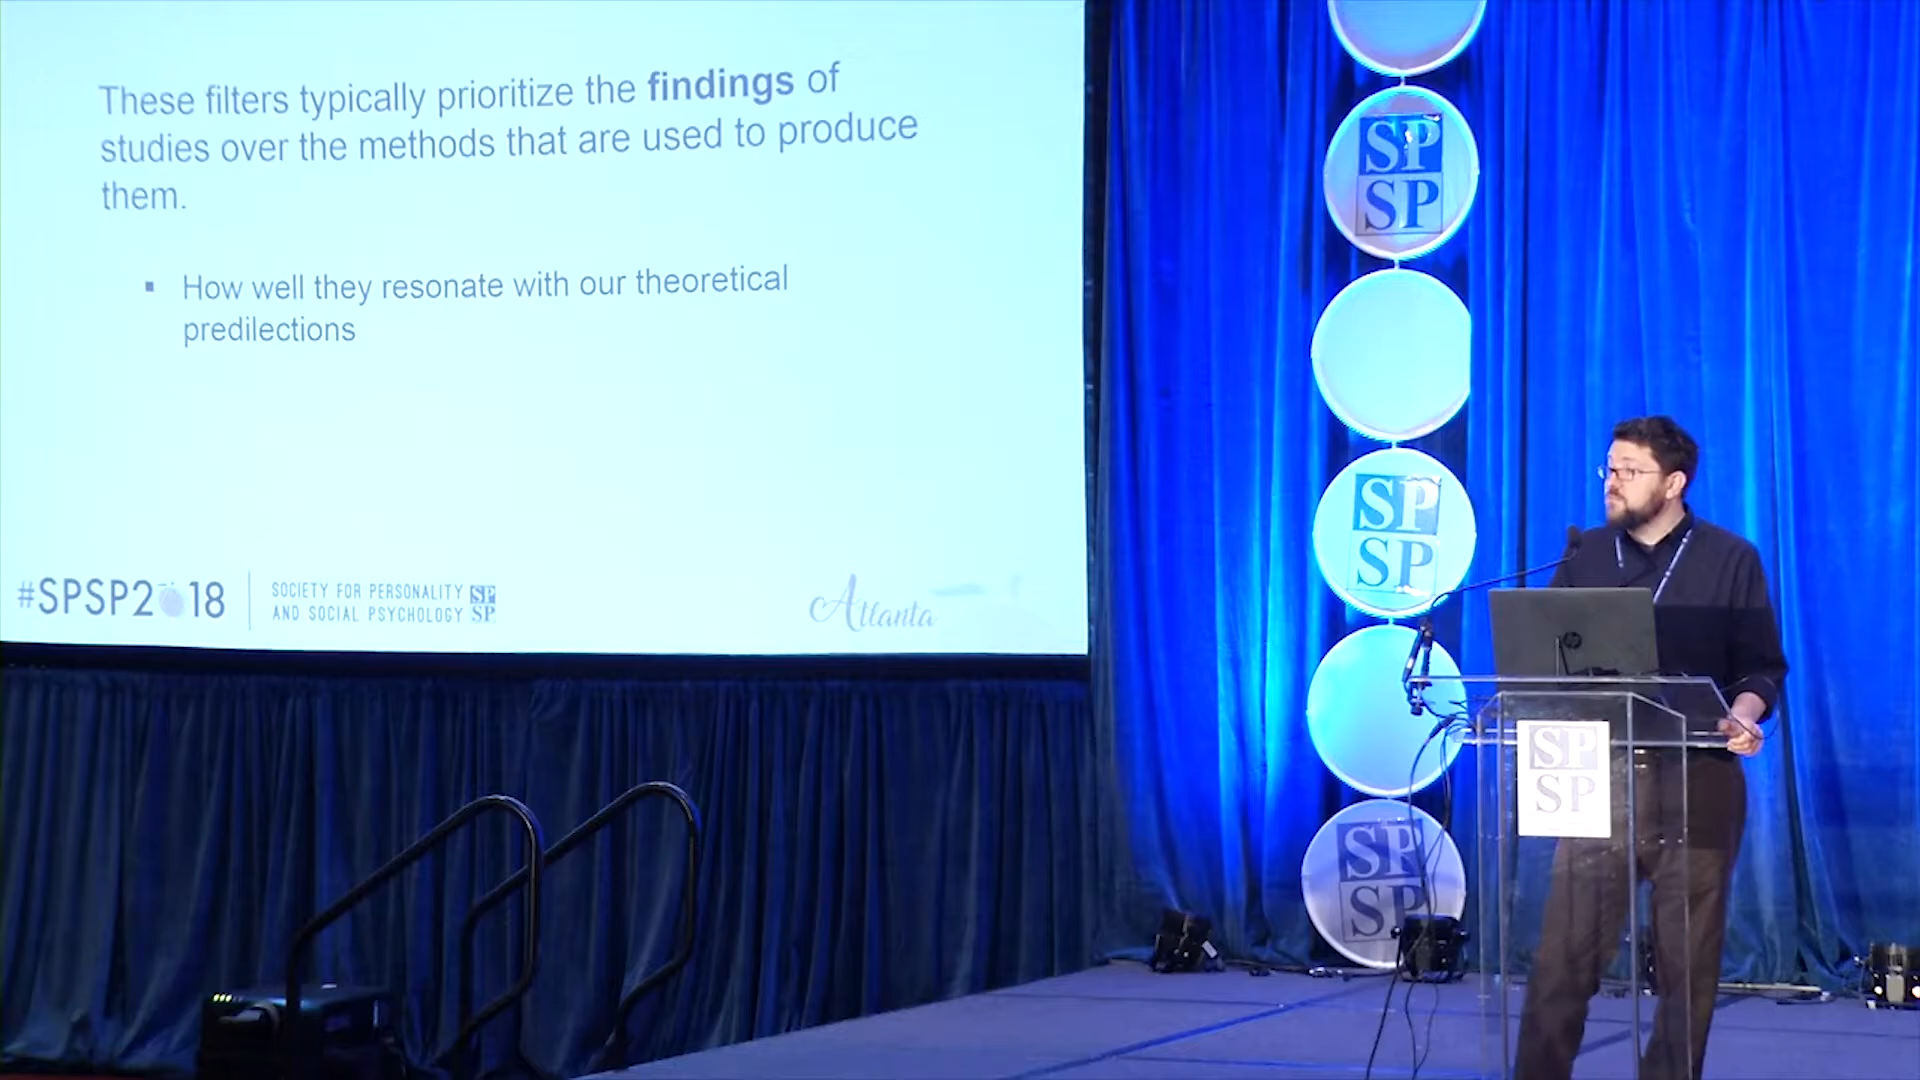 These filters typically prioritize the findings of
studies over the methods that are used to produce
them.
▪ How well they resonate with our theoretical
predilections
#SPSP2018
SOCIETY FOR PERSONALITY
AND SOCIAL PSYCHOLOGY
SP
SP
Atlanta
SP
SP
SP
SP
SP
SP
hp
SP
SP